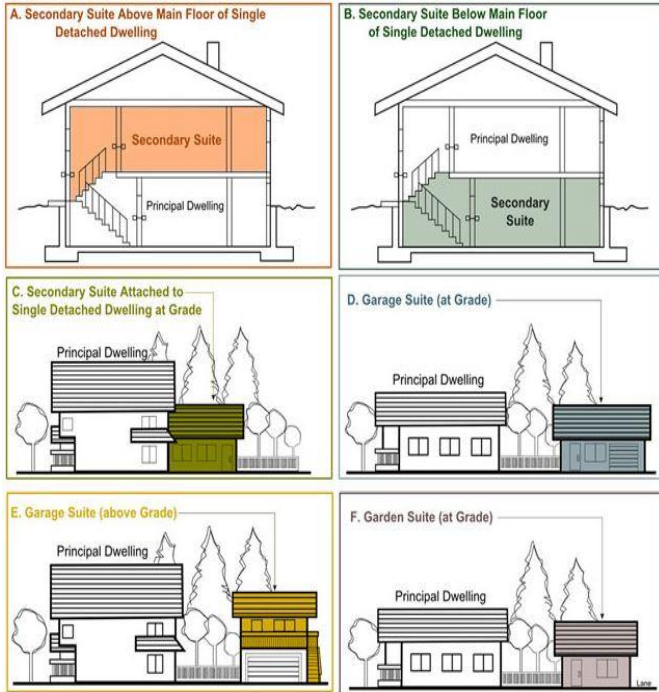 A. Secondary Suite Above Main Floor of Single
Detached Dwelling
Secondary Suite
Principal Dwelling
B. Secondary Suite Below Main Floor
of Single Detached Dwelling
Principal Dwelling
Secondary
Suite
C. Secondary Suite Attached to
Single Detached Dwelling at Grade
Principal Dwelling
D. Garage Suite (at Grade)
Principal Dwelling
E. Garage Suite (above Grade)
Principal Dwelling
F. Garden Suite (at Grade)
Principal Dwelling
Lane